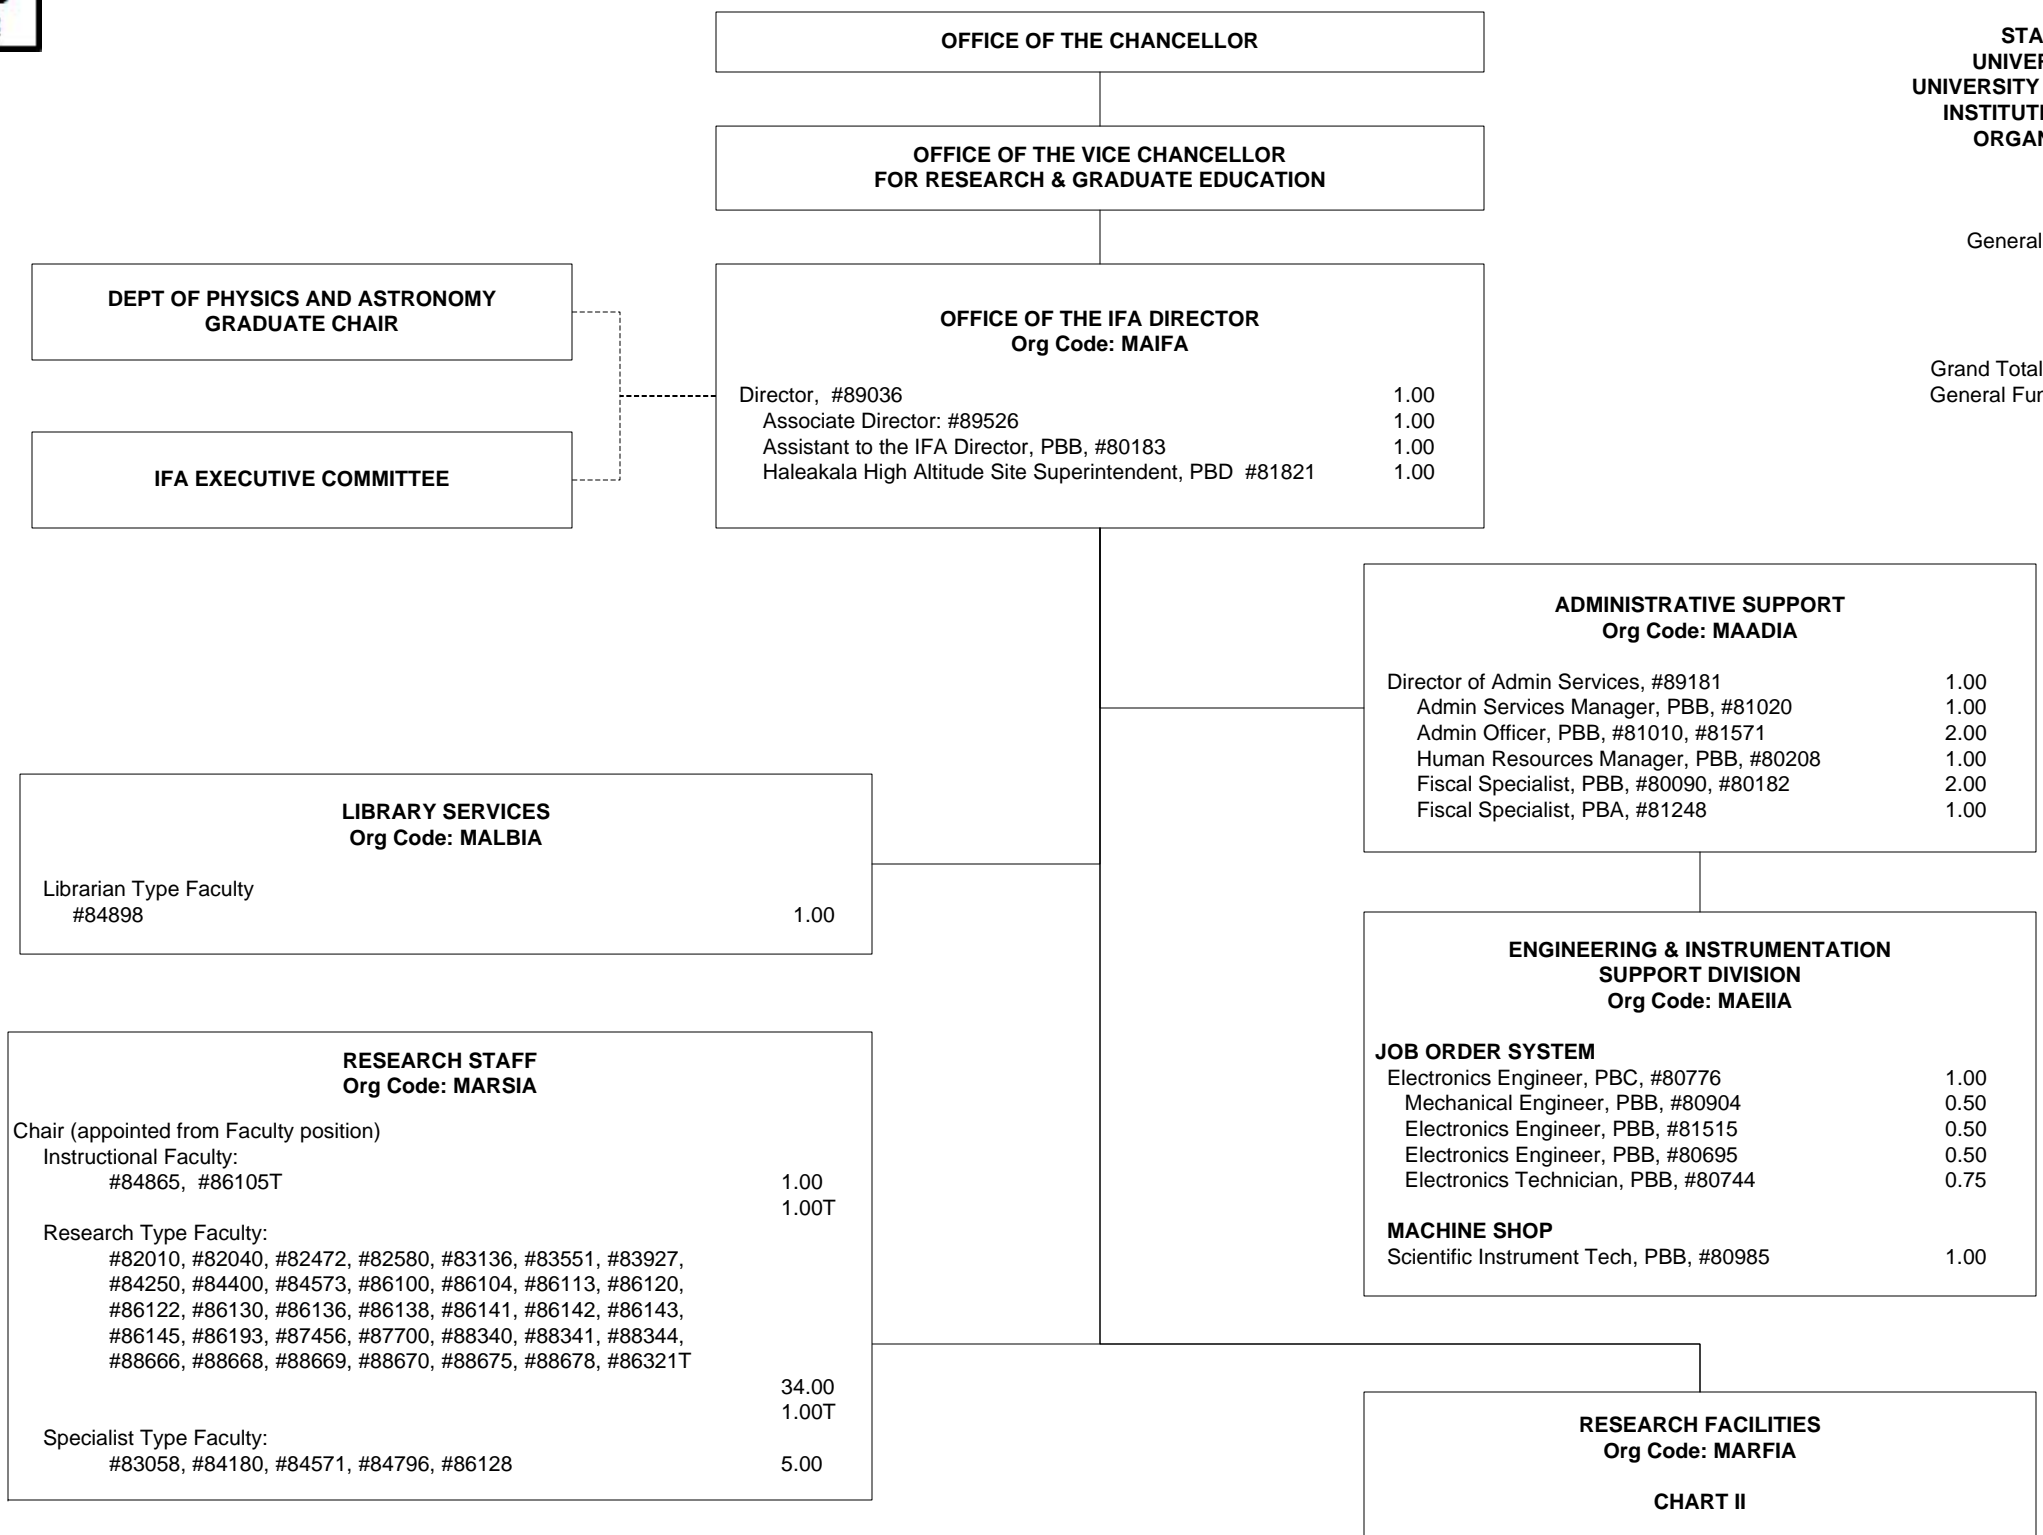 OFFICE OF THE CHANCELLOR
OFFICE OF THE VICE CHANCELLOR
FOR RESEARCH & GRADUATE EDUCATION
General
Grand Total
DEPT OF PHYSICS AND ASTRONOMY
GRADUATE CHAIR
IFA EXECUTIVE COMMITTEE
OFFICE OF THE IFA DIRECTOR
Org Code: MAIFA
Director, #89036 1.00
Associate Director: #89526 1.00
Assistant to the IFA Director, PBB, #80183 1.00
Haleakala High Altitude Site Superintendent, PBD #81821 1.00
ADMINISTRATIVE SUPPORT
Org Code: MAADIA
Director of Admin Services, #89181 1.00
Admin Services Manager, PBB, #81020 1.00
Admin Officer, PBB, #81010, #81571 2.00
Human Resources Manager, PBB, #80208 1.00
Fiscal Specialist, PBB, #80090, #80182 2.00
Fiscal Specialist, PBA, #81248 1.00
LIBRARY SERVICES
Org Code: MALBIA
Librarian Type Faculty
#84898 1.00
ENGINEERING & INSTRUMENTATION
SUPPORT DIVISION
Org Code: MAEIIA
JOB ORDER SYSTEM
Electronics Engineer, PBC, #80776 1.00
Mechanical Engineer, PBB, #80904 0.50
Electronics Engineer, PBB, #81515 0.50
Electronics Engineer, PBB, #80695 0.50
Electronics Technician, PBB, #80744 0.75
MACHINE SHOP
Scientific Instrument Tech, PBB, #80985 1.00
RESEARCH STAFF
Org Code: MARSIA
Chair (appointed from Faculty position)
Instructional Faculty:
#84865, #86105T 1.00
1.00T
Research Type Faculty:
#82010, #82040, #82472, #82580, #83136, #83551, #83927,
#84250, #84400, #84573, #86100, #86104, #86113, #86120,
#86122, #86130, #86136, #86138, #86141, #86142, #86143,
#86145, #86193, #87456, #87700, #88340, #88341, #88344,
#88666, #88668, #88669, #88670, #88675, #88678, #86321T
34.00
1.00T
Specialist Type Faculty:
#83058, #84180, #84571, #84796, #86128 5.00
RESEARCH FACILITIES
Org Code: MARFIA
CHART II